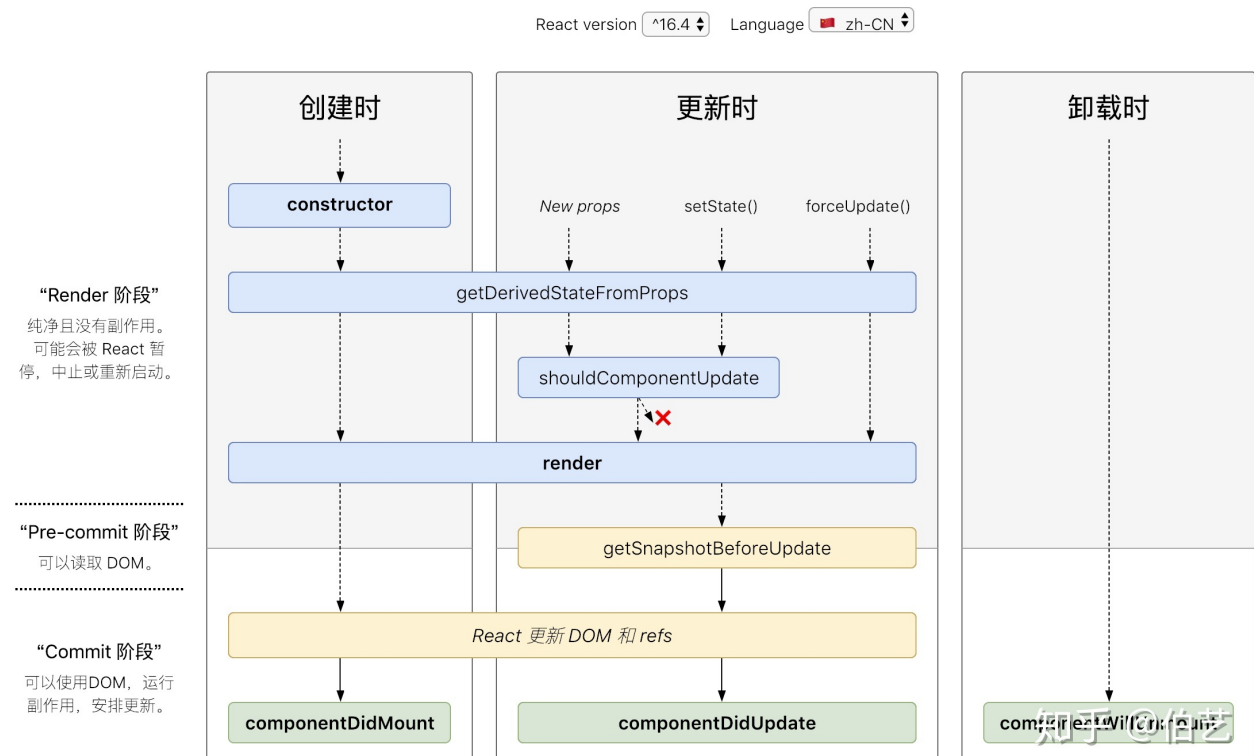 React version ^16.4 Language 🇨🇳 zh-CN
创建时 更新时 卸载时
constructor
New props setState() forceUpdate()
“Render 阶段”
纯净且没有副作用。
可能会被 React 暂
停，中止或重新启动。
getDerivedStateFromProps
shouldComponentUpdate
render
“Pre-commit 阶段”
可以读取 DOM。
getSnapshotBeforeUpdate
“Commit 阶段”
可以使用DOM，运行
副作用，安排更新。
React 更新 DOM 和 refs
componentDidMount componentDidUpdate componentWillUnmount
知乎 @伯艺